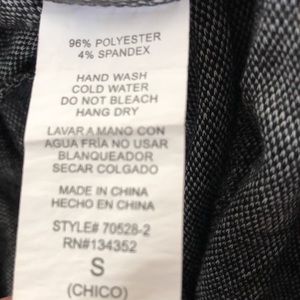 96% POLYESTER
4% SPANDEX
HAND WASH
COLD WATER
DO NOT BLEACH
HANG DRY
LAVAR A MANO CON
AGUA FRÍA NO USAR
BLANQUEADOR
SECAR COLGADO
MADE IN CHINA
HECHO EN CHINA
STYLE# 70528-2
RN#134352
S
(CHICO)